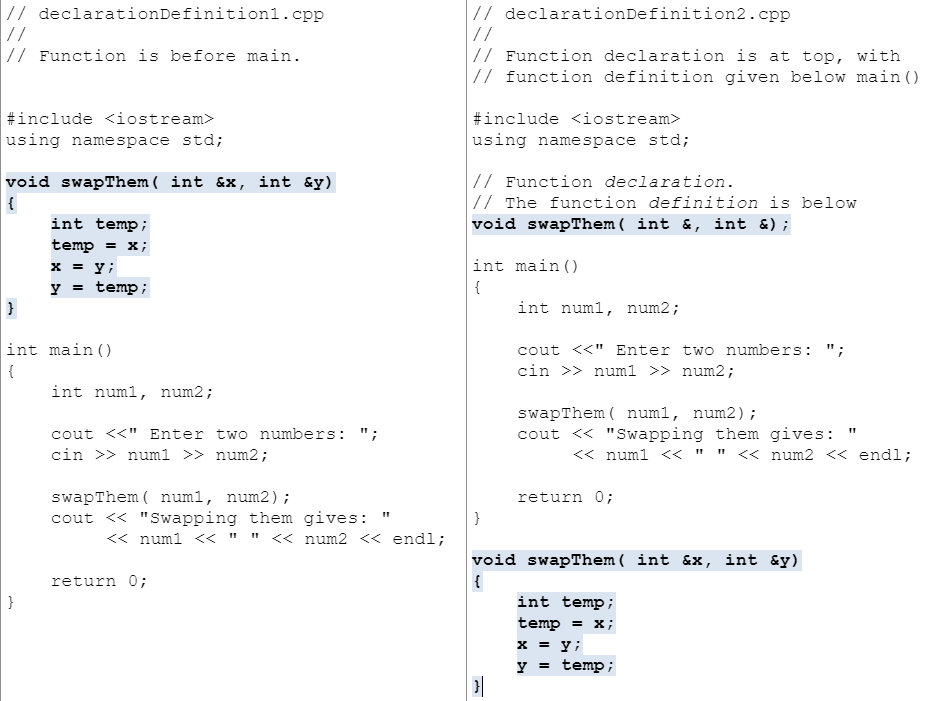 // declarationDefinition1.cpp
//
// Function is before main.
#include <iostream>
using namespace std;
void swapThem( int &x, int &y)
{
int temp;
temp = x;
x = y;
y = temp;
}
int main()
{
int num1, num2;
cout <<" Enter two numbers: ";
cin >> num1 >> num2;
swapThem( num1, num2);
cout << "Swapping them gives: "
<< num1 << " " << num2 << endl;
return 0;
}
// declarationDefinition2.cpp
//
// Function declaration is at top, with
// function definition given below main()
#include <iostream>
using namespace std;
// Function declaration.
// The function definition is below
void swapThem( int &, int &);
int main()
{
int num1, num2;
cout <<" Enter two numbers: ";
cin >> num1 >> num2;
swapThem( num1, num2);
cout << "Swapping them gives: "
<< num1 << " " << num2 << endl;
return 0;
}
void swapThem( int &x, int &y)
{
int temp;
temp = x;
x = y;
y = temp;
}